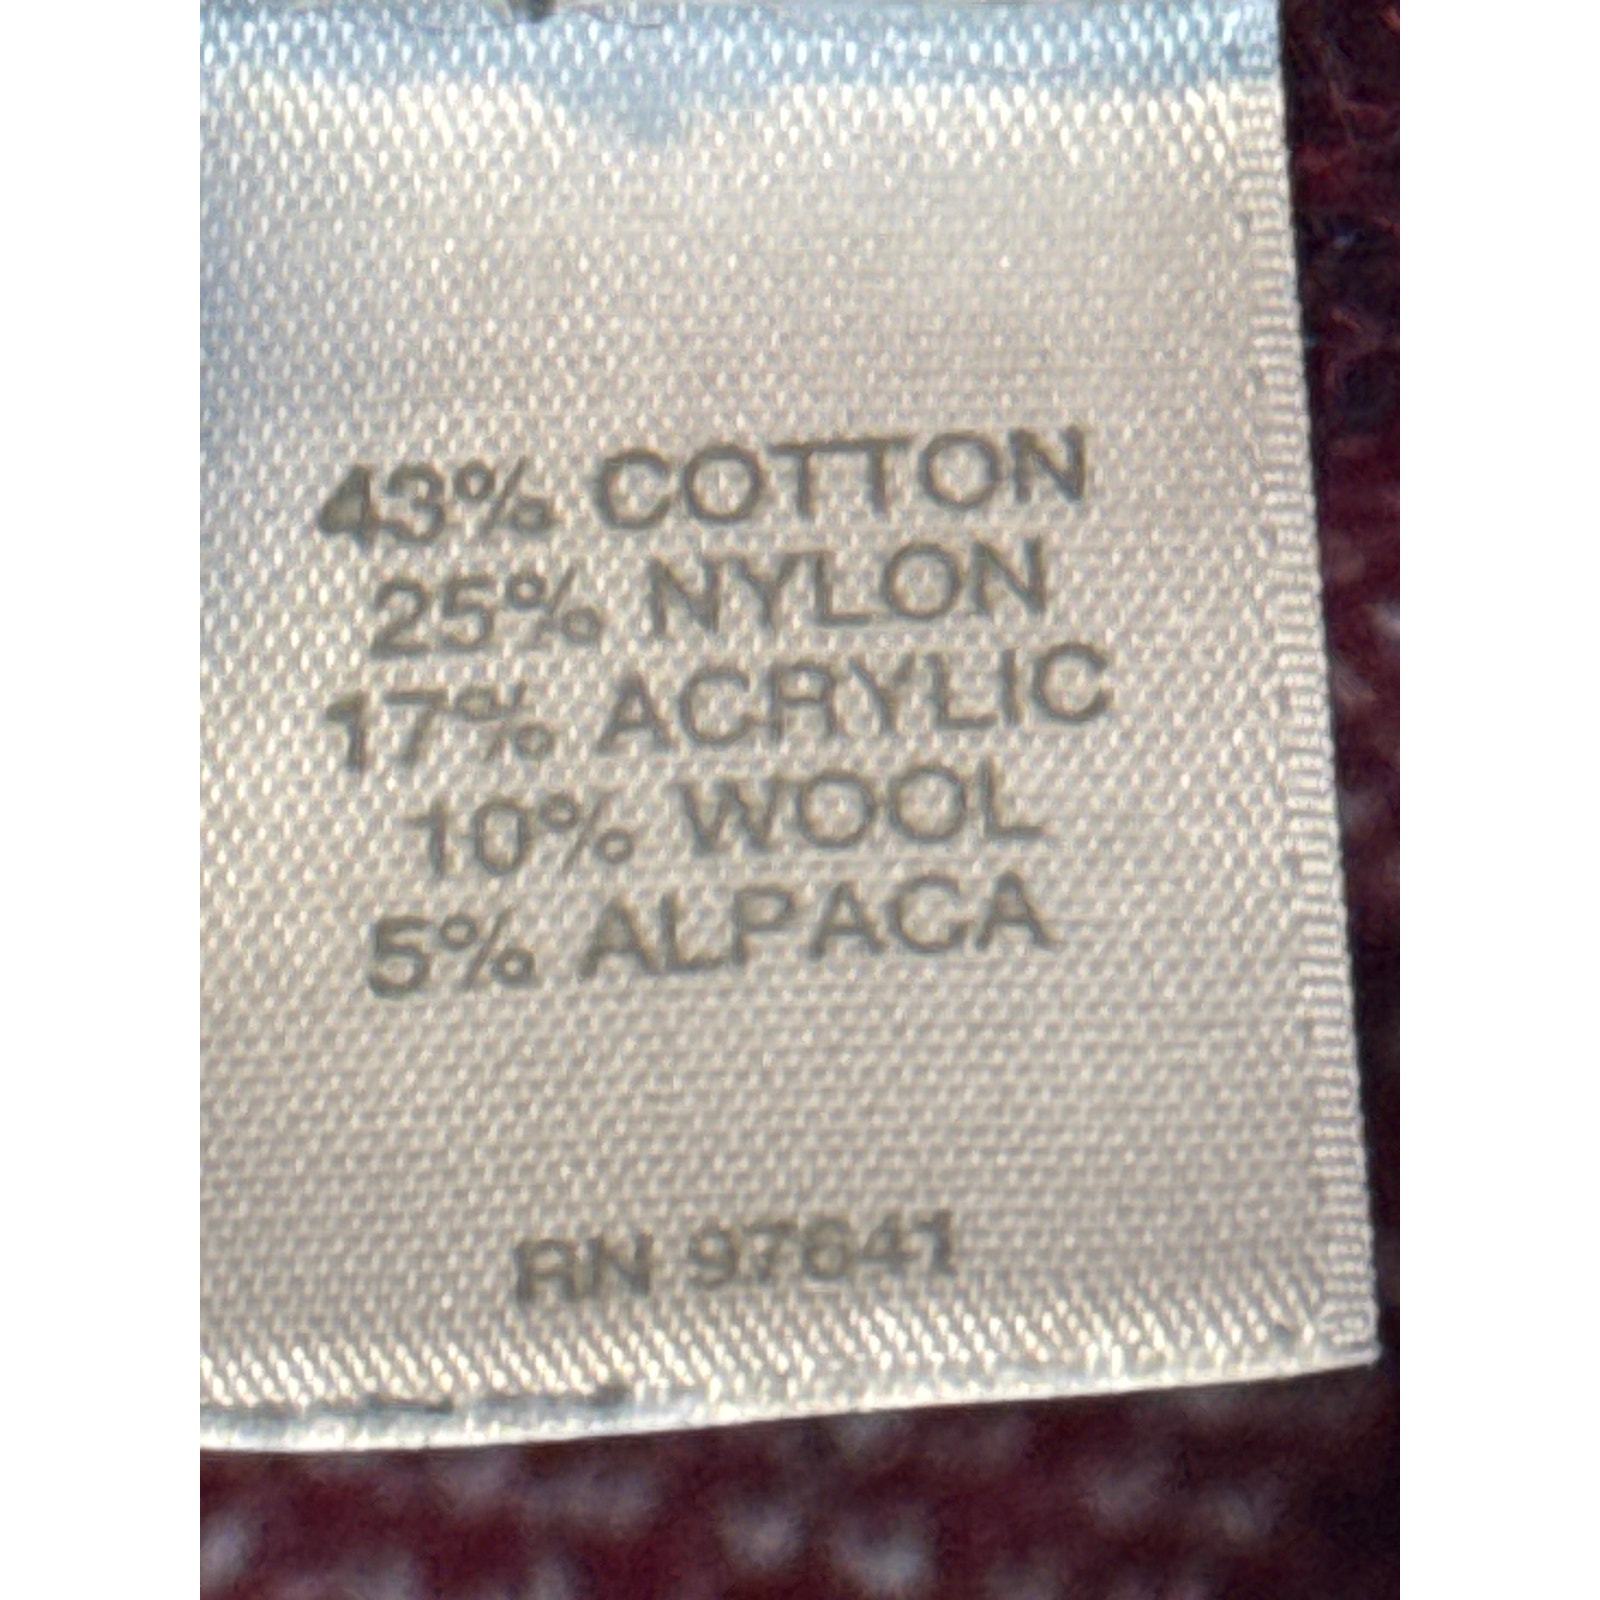 43% COTTON
25% NYLON
17% ACRYLIC
10% WOOL
5% ALPACA
RN 97641